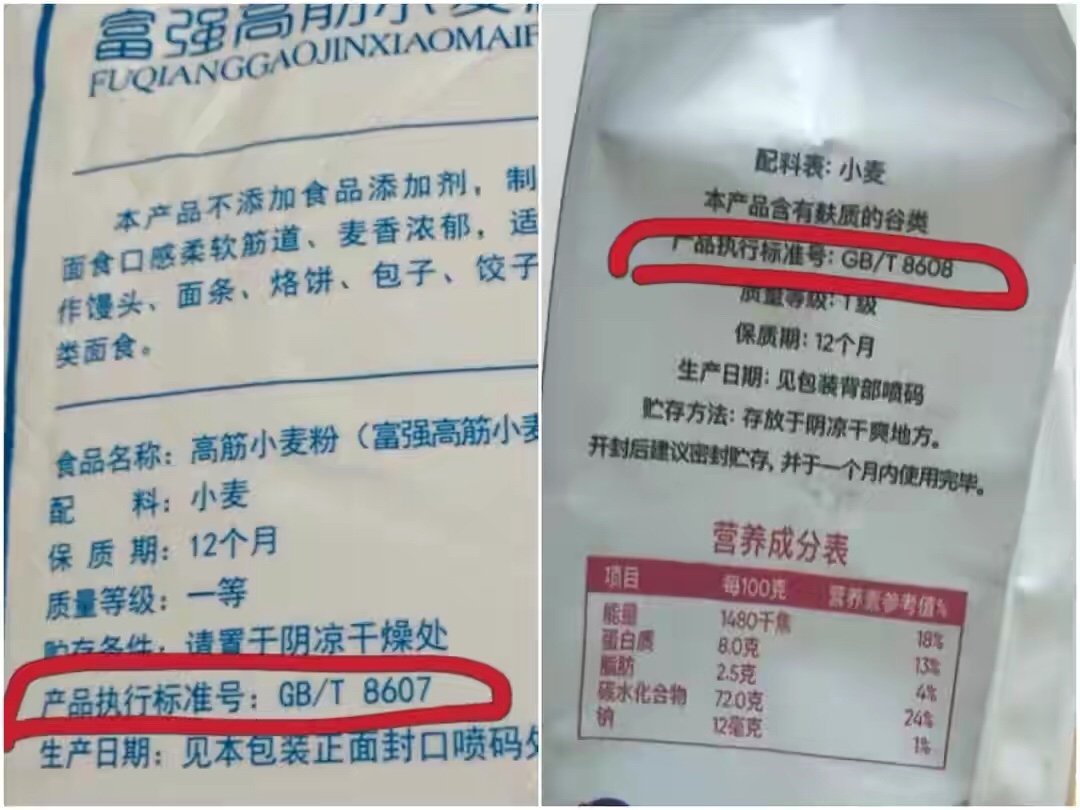 富强高筋小麦
FUQIANGGAOJINXIAOMAIF
本产品不添加食品添加剂，制
面食口感柔软筋道、麦香浓郁，适
作馒头、面条、烙饼、包子、饺子
类面食。
食品名称：高筋小麦粉（富强高筋小麦
配 料：小麦
保质期：12个月
质量等级：一等
贮存条件：请置于阴凉干燥处
产品执行标准号：GB/T 8607
生产日期：见本包装正面封口喷码处
配料表：小麦
本产品含有麸质的谷类
产品执行标准号：GB/T 8608
质量等级：1级
保质期：12个月
生产日期：见包装背部喷码
贮存方法：存放于阴凉干爽地方。
开封后建议密封贮存，并于一个月内使用完毕。
营养成分表
项目 每100克 营养素参考值%
能量 1480千焦 18%
蛋白质 8.0克 13%
脂肪 2.5克 4%
碳水化合物 72.0克 24%
钠 12毫克 1%